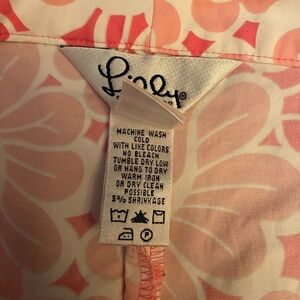 Lilly®
MACHINE WASH
COLD
WITH LIKE COLORS
NO BLEACH
TUMBLE DRY LOW
OR HANG TO DRY
WARM IRON
OR DRY CLEAN
POSSIBLE
5% SHRINKAGE
P